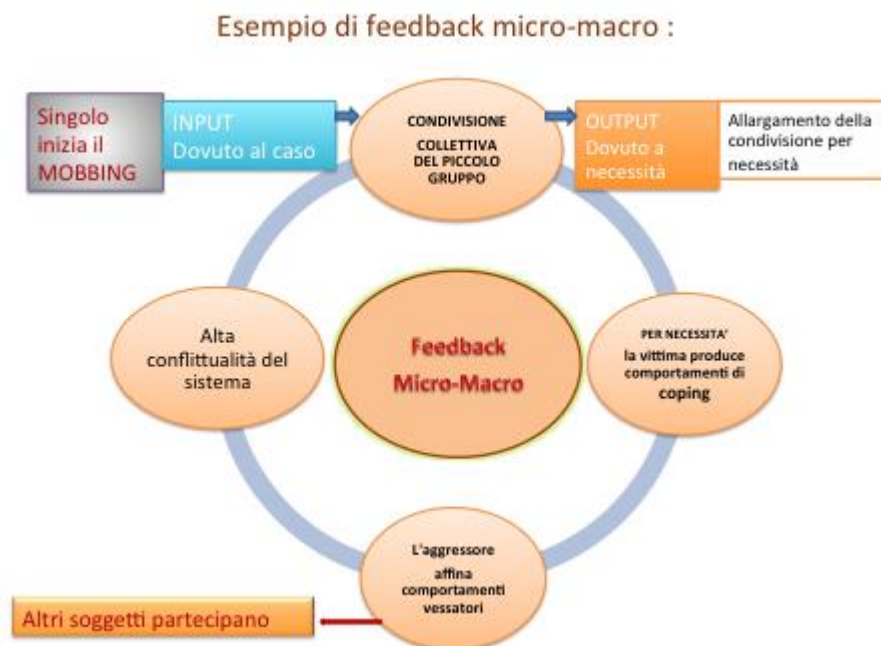 Esempio di feedback micro-macro :
Singolo
inizia il
MOBBING
INPUT
Dovuto al caso
CONDIVISIONE
COLLETTIVA
DEL PICCOLO
GRUPPO
OUTPUT
Dovuto a
necessità
Allargamento della
condivisione per
necessità
Alta
conflittualità del
sistema
Feedback
Micro-Macro
PER NECESSITA'
la vittima produce
comportamenti di
coping
L'aggressore
affina
comportamenti
vessatori
Altri soggetti partecipano